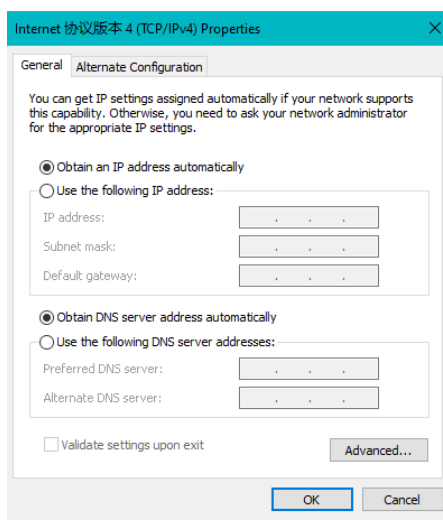 Internet 协议版本 4 (TCP/IPv4) Properties
General
Alternate Configuration
You can get IP settings assigned automatically if your network supports
this capability. Otherwise, you need to ask your network administrator
for the appropriate IP settings.
Obtain an IP address automatically
Use the following IP address:
IP address:
Subnet mask:
Default gateway:
Obtain DNS server address automatically
Use the following DNS server addresses:
Preferred DNS server:
Alternate DNS server:
Validate settings upon exit
Advanced...
OK
Cancel